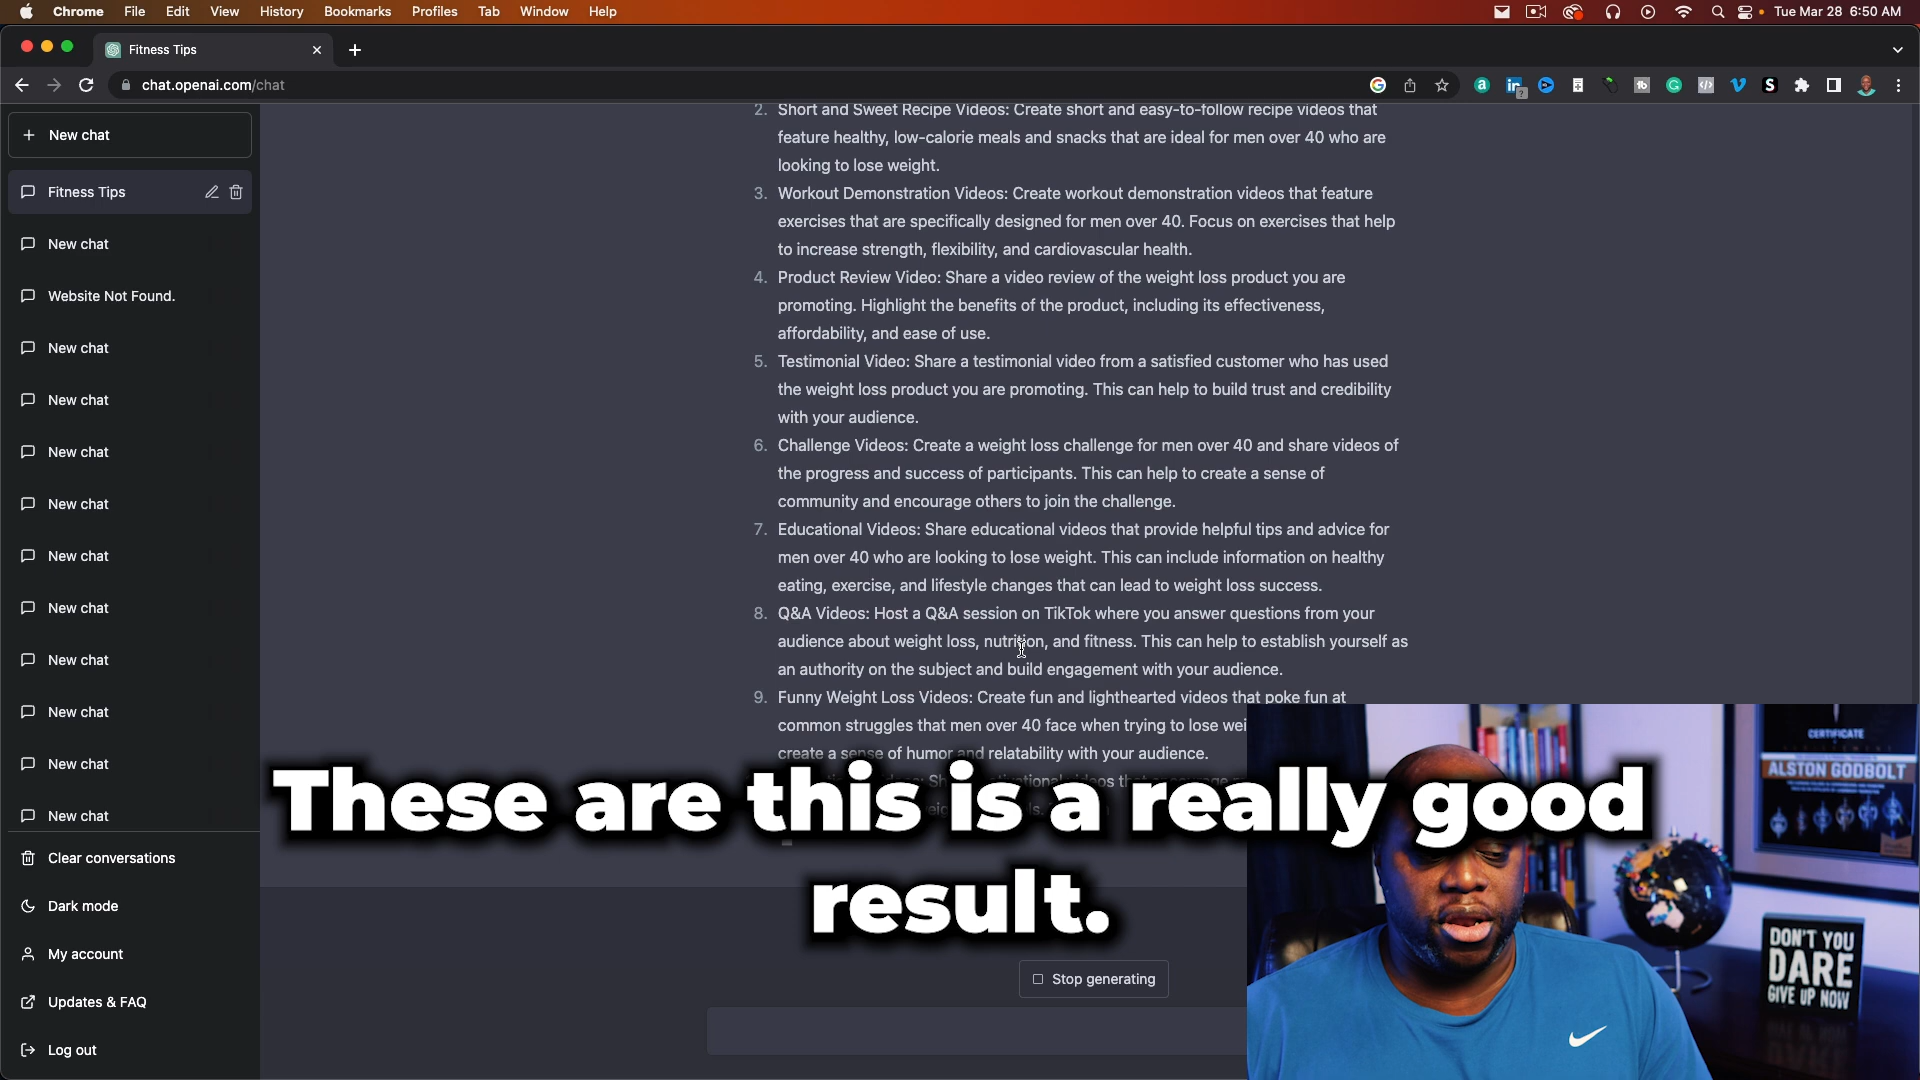 Chrome File Edit View History Bookmarks Profiles Tab Window Help
Tue Mar 28 6:50 AM
Fitness Tips
chat.openai.com/chat
New chat
Fitness Tips
New chat
Website Not Found.
New chat
New chat
New chat
New chat
New chat
New chat
New chat
New chat
New chat
New chat
Clear conversations
Dark mode
My account
Updates & FAQ
Log out
2. Short and Sweet Recipe Videos: Create short and easy-to-follow recipe videos that
feature healthy, low-calorie meals and snacks that are ideal for men over 40 who are
looking to lose weight.
3. Workout Demonstration Videos: Create workout demonstration videos that feature
exercises that are specifically designed for men over 40. Focus on exercises that help
to increase strength, flexibility, and cardiovascular health.
4. Product Review Video: Share a video review of the weight loss product you are
promoting. Highlight the benefits of the product, including its effectiveness,
affordability, and ease of use.
5. Testimonial Video: Share a testimonial video from a satisfied customer who has used
the weight loss product you are promoting. This can help to build trust and credibility
with your audience.
6. Challenge Videos: Create a weight loss challenge for men over 40 and share videos of
the progress and success of participants. This can help to create a sense of
community and encourage others to join the challenge.
7. Educational Videos: Share educational videos that provide helpful tips and advice for
men over 40 who are looking to lose weight. This can include information on healthy
eating, exercise, and lifestyle changes that can lead to weight loss success.
8. Q&A Videos: Host a Q&A session on TikTok where you answer questions from your
audience about weight loss, nutrition, and fitness. This can help to establish yourself as
an authority on the subject and build engagement with your audience.
9. Funny Weight Loss Videos: Create fun and lighthearted videos that poke fun at
common struggles that men over 40 face when trying to lose
create a sense of humor and relatability with your audience.
These are this is a really good
result.
Stop generating
CERTIFICATE
ALSTON GODBOLT
DON'T YOU
DARE
GIVE UP NOW